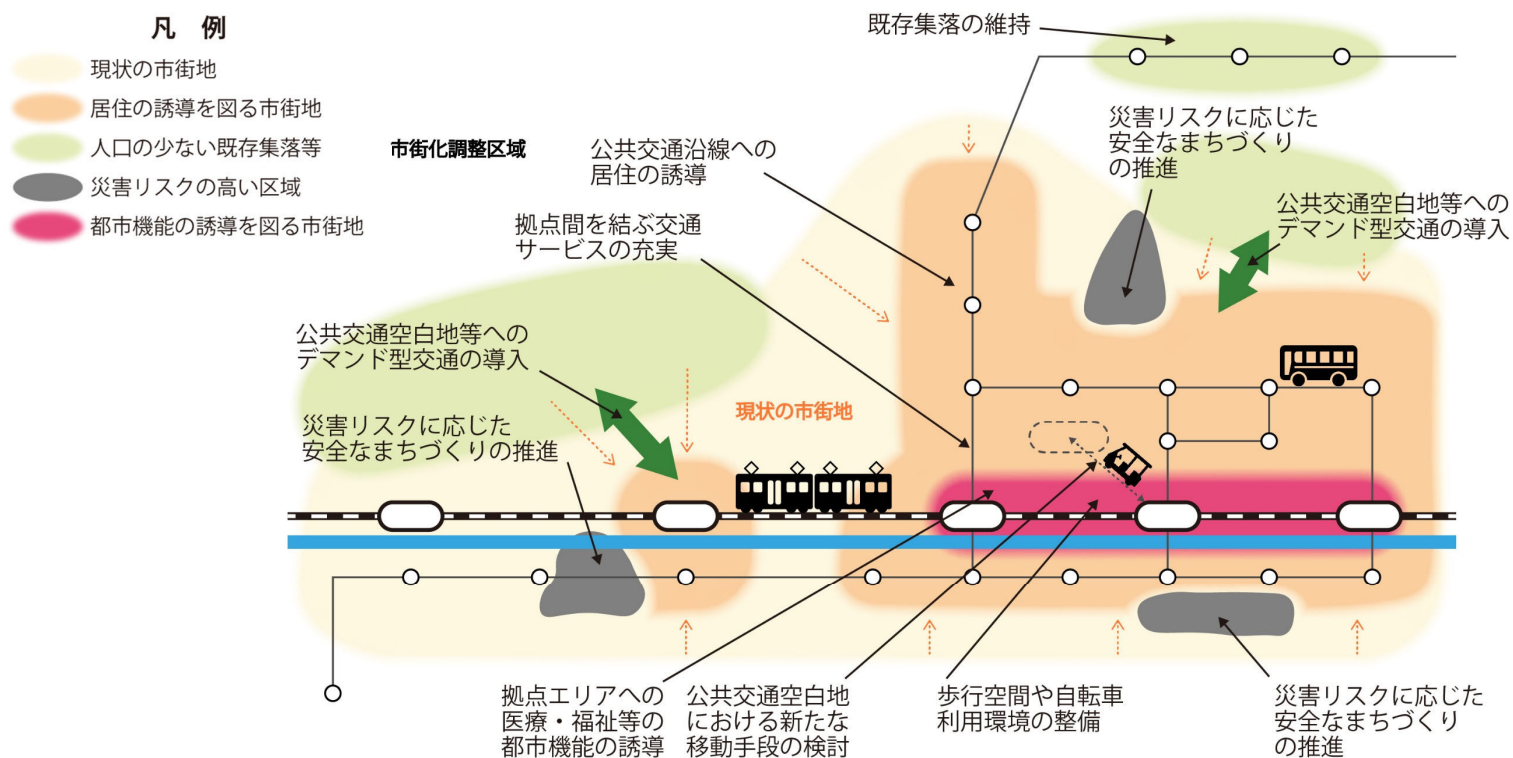 凡 例
現状の市街地
居住の誘導を図る市街地
人口の少ない既存集落等
災害リスクの高い区域
都市機能の誘導を図る市街地
市街化調整区域
既存集落の維持
公共交通沿線への
居住の誘導
災害リスクに応じた
安全なまちづくり
の推進
拠点間を結ぶ交通
サービスの充実
公共交通空白地等への
デマンド型交通の導入
公共交通空白地等への
デマンド型交通の導入
災害リスクに応じた
安全なまちづくりの推進
現状の市街地
拠点エリアへの
医療・福祉等の
都市機能の誘導
公共交通空白地
における新たな
移動手段の検討
歩行空間や自転車
利用環境の整備
災害リスクに応じた
安全なまちづくり
の推進